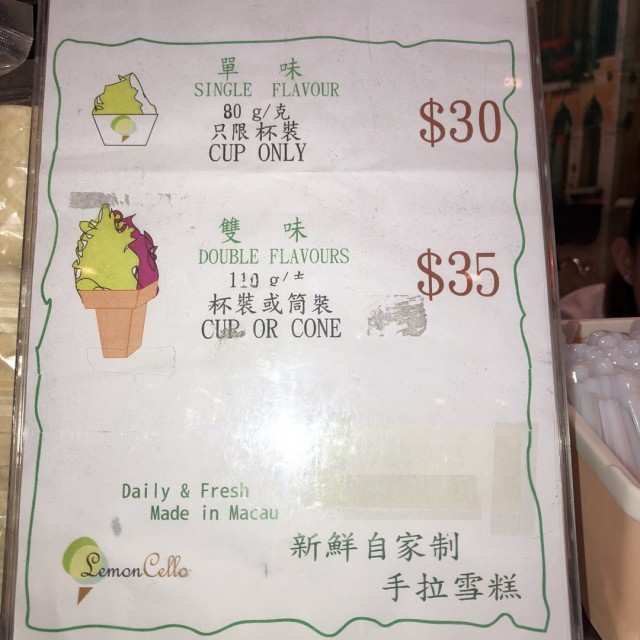 單 味
SINGLE FLAVOUR
80 g/克
只限杯裝
CUP ONLY
$30
雙 味
DOUBLE FLAVOURS
110 g/
杯裝或筒裝
CUP OR CONE
$35
Daily & Fresh
Made in Macau
LemonCello
新鮮自家制
手拉雪糕